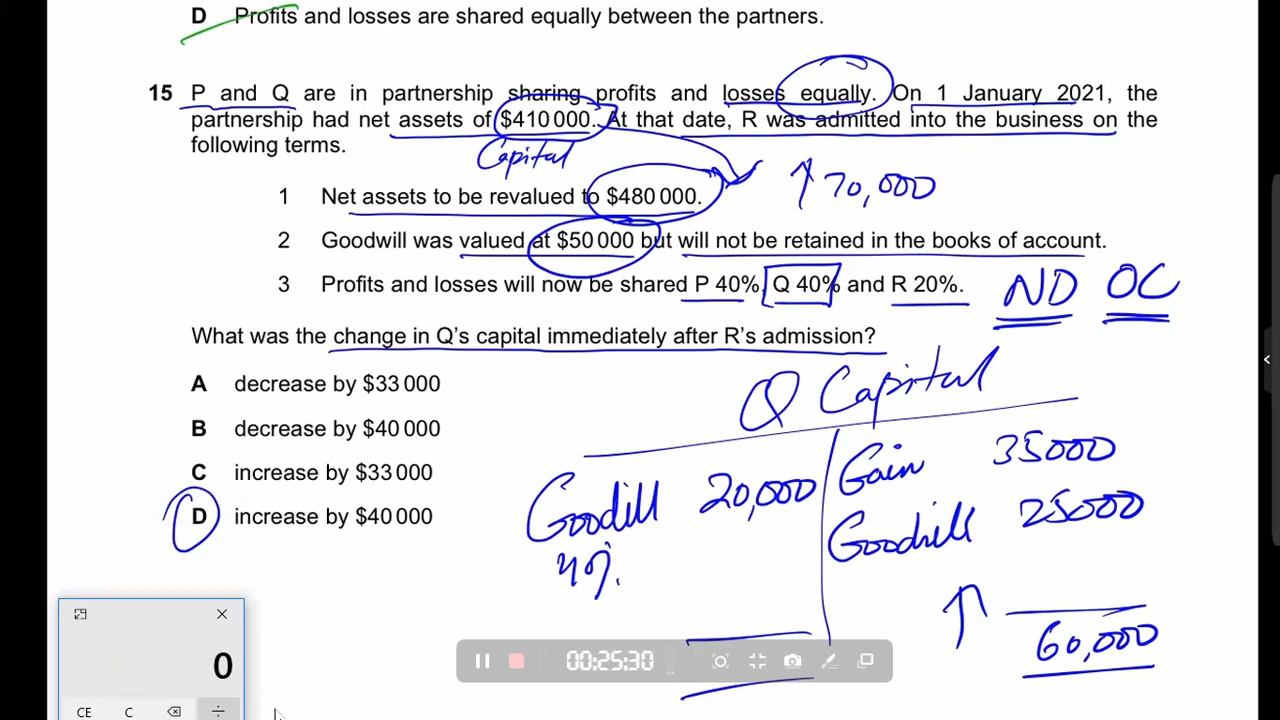 D Profits and losses are shared equally between the partners.
15 P and Q are in partnership sharing profits and losses equally. On 1 January 2021, the
partnership had net assets of $410 000. At that date, R was admitted into the business on the
following terms.
Capital
1 Net assets to be revalued to $480 000.
↑ 70,000
2 Goodwill was valued at $50 000 but will not be retained in the books of account.
3 Profits and losses will now be shared P 40%, Q 40% and R 20%.
ND OC
What was the change in Q's capital immediately after R's admission?
A decrease by $33 000
B decrease by $40 000
C increase by $33 000
D increase by $40 000
Q Capital
Goodill 20,000
40%
Gain 35000
Goodwill 25000
↑ 60,000
0
CE C ⌫ ÷
00:25:30